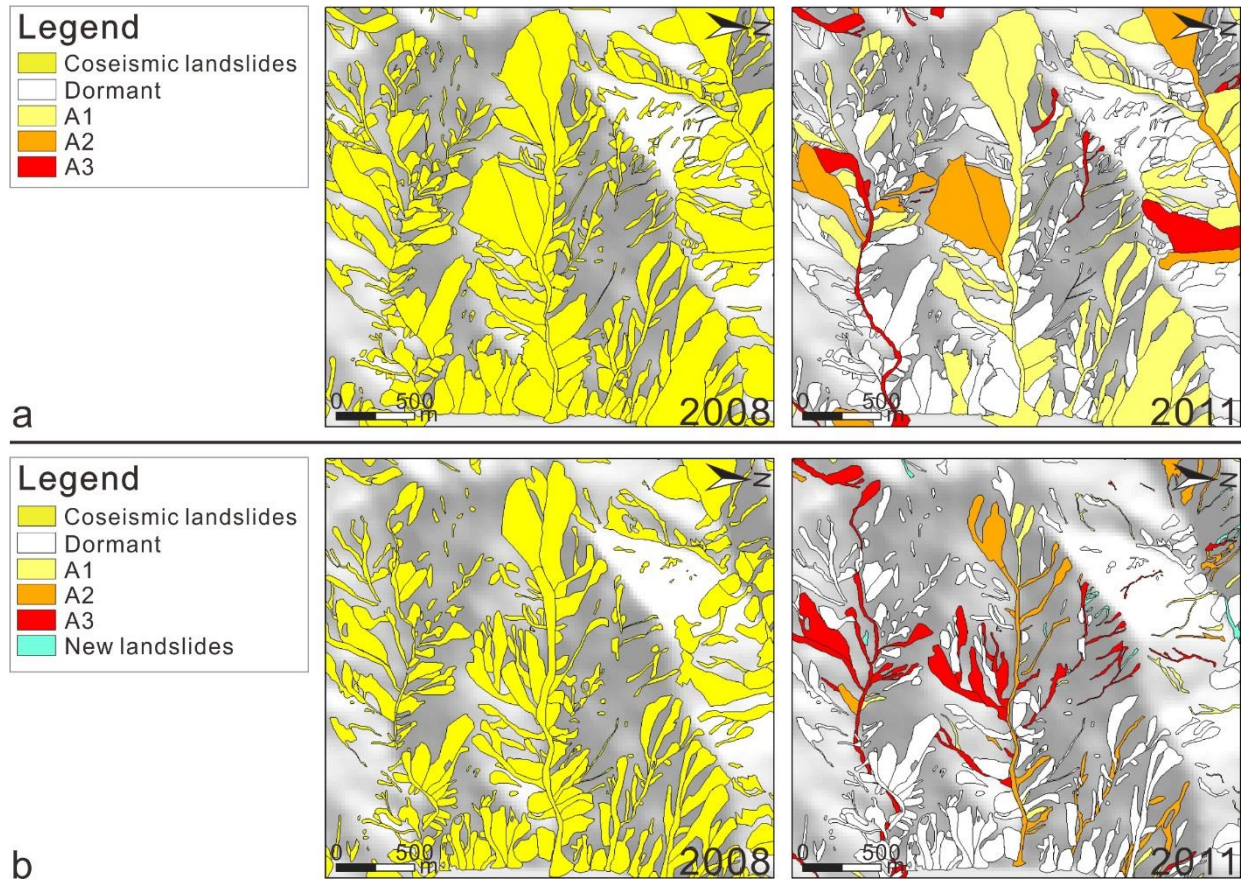 Legend
Coseismic landslides
Dormant
A1
A2
A3
a
N
0 500
m
2008
N
0 500
m
2011
Legend
Coseismic landslides
Dormant
A1
A2
A3
New landslides
b
N
0 500
m
2008
N
0 500
m
2011